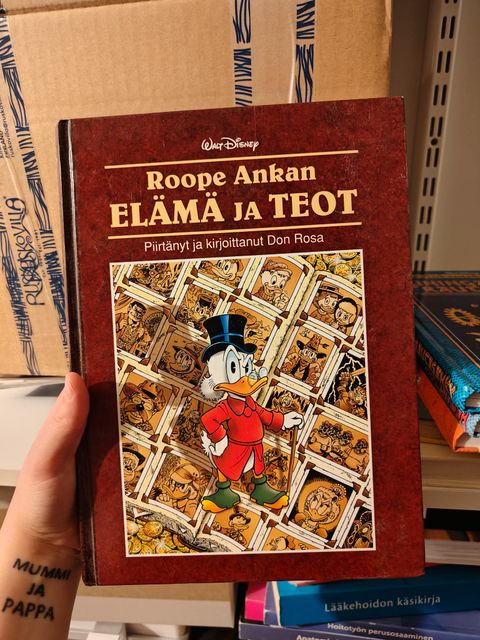 WALT DISNEY
Roope Ankan
ELÄMÄ JA TEOT
Piirtänyt ja kirjoittanut Don Rosa
MUMMI
JA
PAPPA
RUSKOVILLA
Lääkehoidon käsikirja
Hoitotyön perusosaaminen